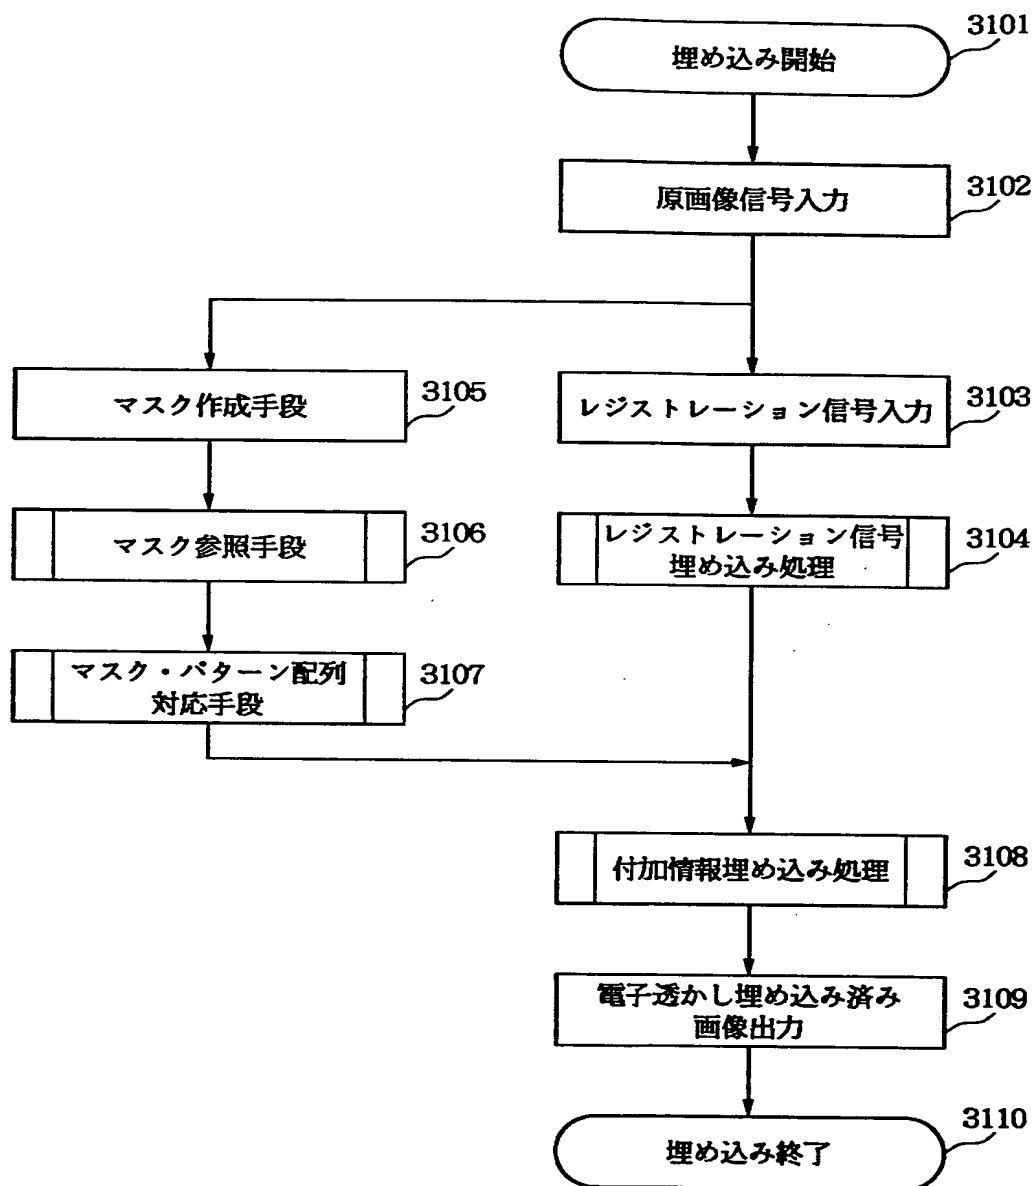 3101
埋め込み開始
3102
原画像信号入力
マスク作成手段
3105
レジストレーション信号入力
3103
マスク参照手段
3106
レジストレーション信号
埋め込み処理
3104
マスク・パターン配列
対応手段
3107
付加情報埋め込み処理
3108
電子透かし埋め込み済み
画像出力
3109
埋め込み終了
3110